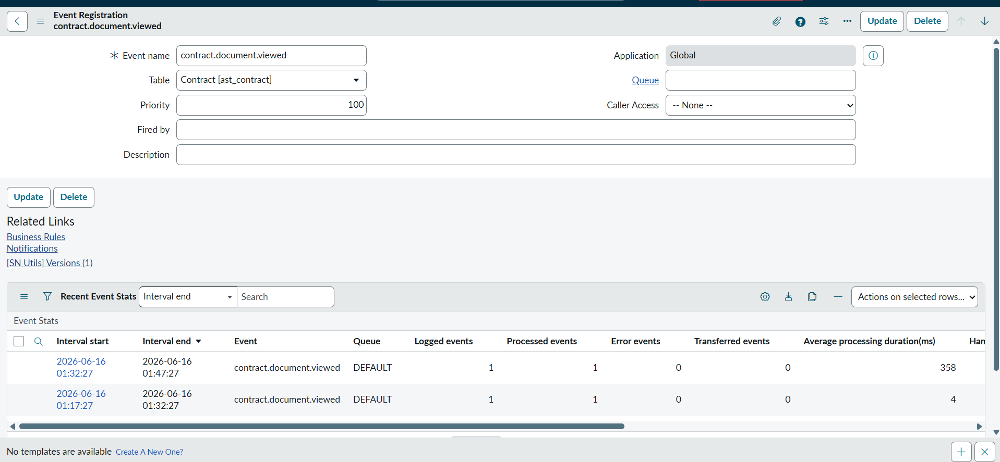 Event Registration
contract.document.viewed
Update
Delete
Event name
contract.document.viewed
Application
Global
Table
Contract [ast_contract]
Queue
Priority
100
Caller Access
-- None --
Fired by
Description
Update
Delete
Related Links
Business Rules
Notifications
[SN Utils] Versions (1)
Recent Event Stats
Interval end
Search
Actions on selected rows...
Event Stats
Interval start Interval end Event Queue Logged events Processed events Error events Transferred events Average processing duration(ms) Han
2026-06-16 01:32:27 2026-06-16 01:47:27 contract.document.viewed DEFAULT 1 1 0 0 358
2026-06-16 01:17:27 2026-06-16 01:32:27 contract.document.viewed DEFAULT 1 1 0 0 4
No templates are available Create A New One?